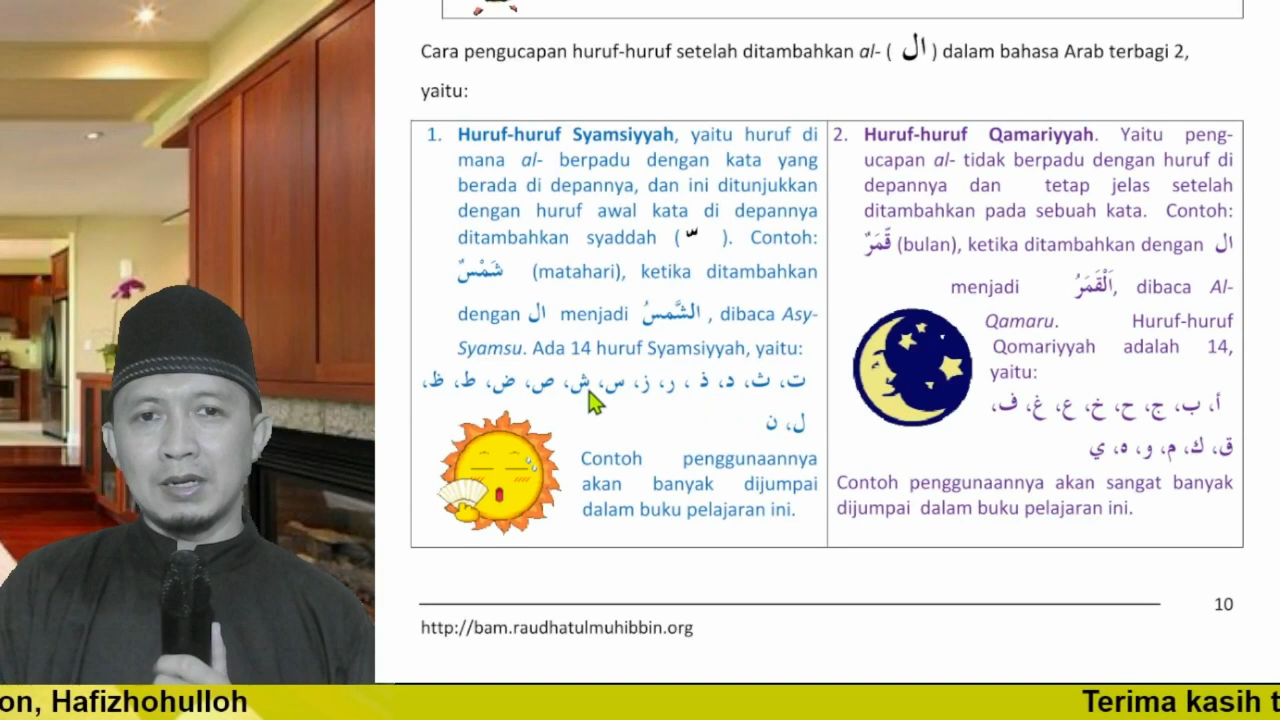 Cara pengucapan huruf-huruf setelah ditambahkan al- ( ال ) dalam bahasa Arab terbagi 2,
yaitu:
1. Huruf-huruf Syamsiyyah, yaitu huruf di
mana al- berpadu dengan kata yang
berada di depannya, dan ini ditunjukkan
dengan huruf awal kata di depannya
ditambahkan syaddah ( ّ ). Contoh:
شَمْسٌ (matahari), ketika ditambahkan
dengan ال menjadi الشَّمسُ , dibaca Asy-
Syamsu. Ada 14 huruf Syamsiyyah, yaitu:
ت، ث، د، ذ ، ر، ز، س، ش، ص، ض، ط، ظ،
ل، ن
Contoh penggunaannya
akan banyak dijumpai
dalam buku pelajaran ini.
2. Huruf-huruf Qamariyyah. Yaitu peng-
ucapan al- tidak berpadu dengan huruf di
depannya dan tetap jelas setelah
ditambahkan pada sebuah kata. Contoh:
قَّمَرٌ (bulan), ketika ditambahkan dengan ال
menjadi اَلْقَمَرُ, dibaca Al-
Qamaru. Huruf-huruf
Qomariyyah adalah 14,
yaitu:
أ، ب، ج، ح، خ، ع، غ، ف،
ق، ك، م، و، ه، ي
Contoh penggunaannya akan sangat banyak
dijumpai dalam buku pelajaran ini.
10
http://bam.raudhatulmuhibbin.org
on, Hafizhohulloh
Terima kasih t